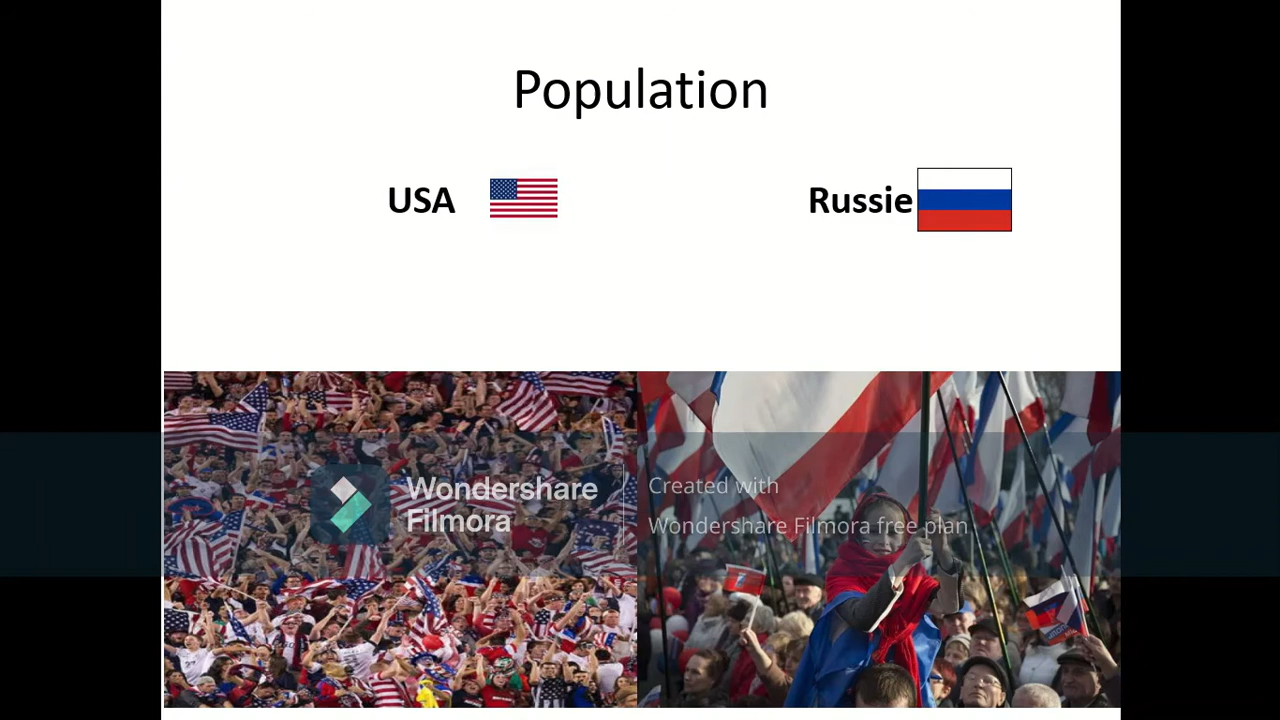 Population
USA
Russie
Wondershare
Filmora
Created with
Wondershare Filmora free plan